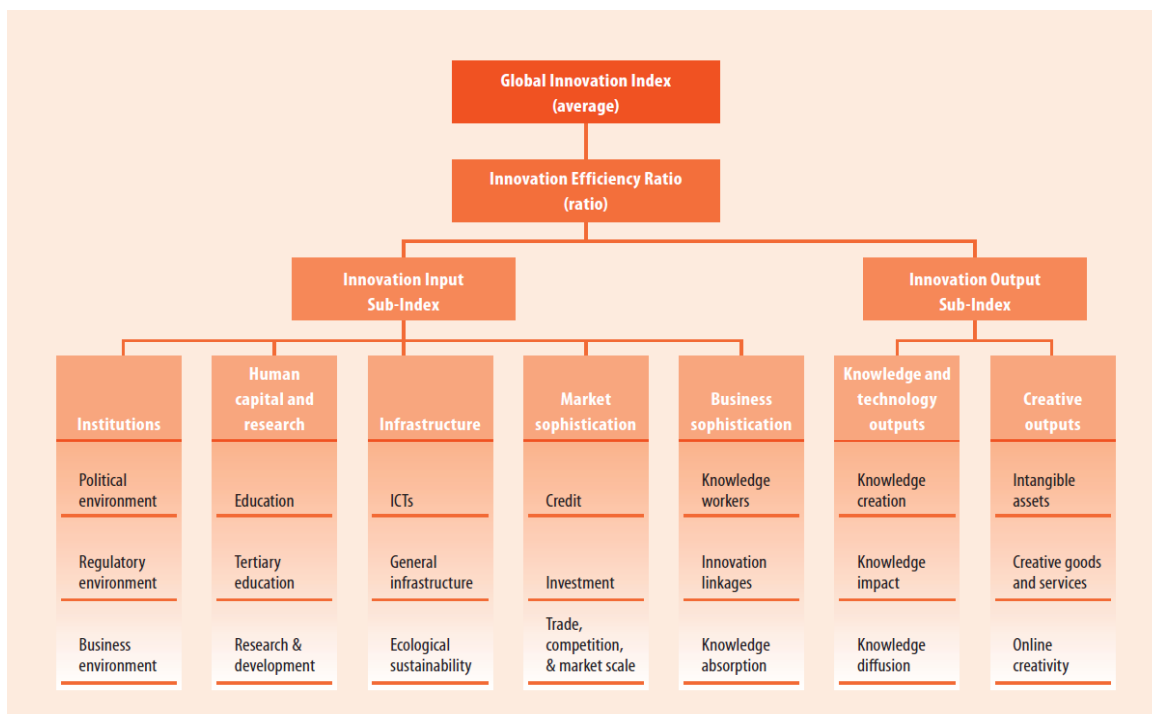 Global Innovation Index
(average)
Innovation Efficiency Ratio
(ratio)
Innovation Input
Sub-Index
Innovation Output
Sub-Index
Institutions
Human
capital and
research
Infrastructure
Market
sophistication
Business
sophistication
Knowledge and
technology
outputs
Creative
outputs
Political
environment
Education
ICTs
Credit
Knowledge
workers
Knowledge
creation
Intangible
assets
Regulatory
environment
Tertiary
education
General
infrastructure
Investment
Innovation
linkages
Knowledge
impact
Creative goods
and services
Business
environment
Research &
development
Ecological
sustainability
Trade,
competition,
& market scale
Knowledge
absorption
Knowledge
diffusion
Online
creativity